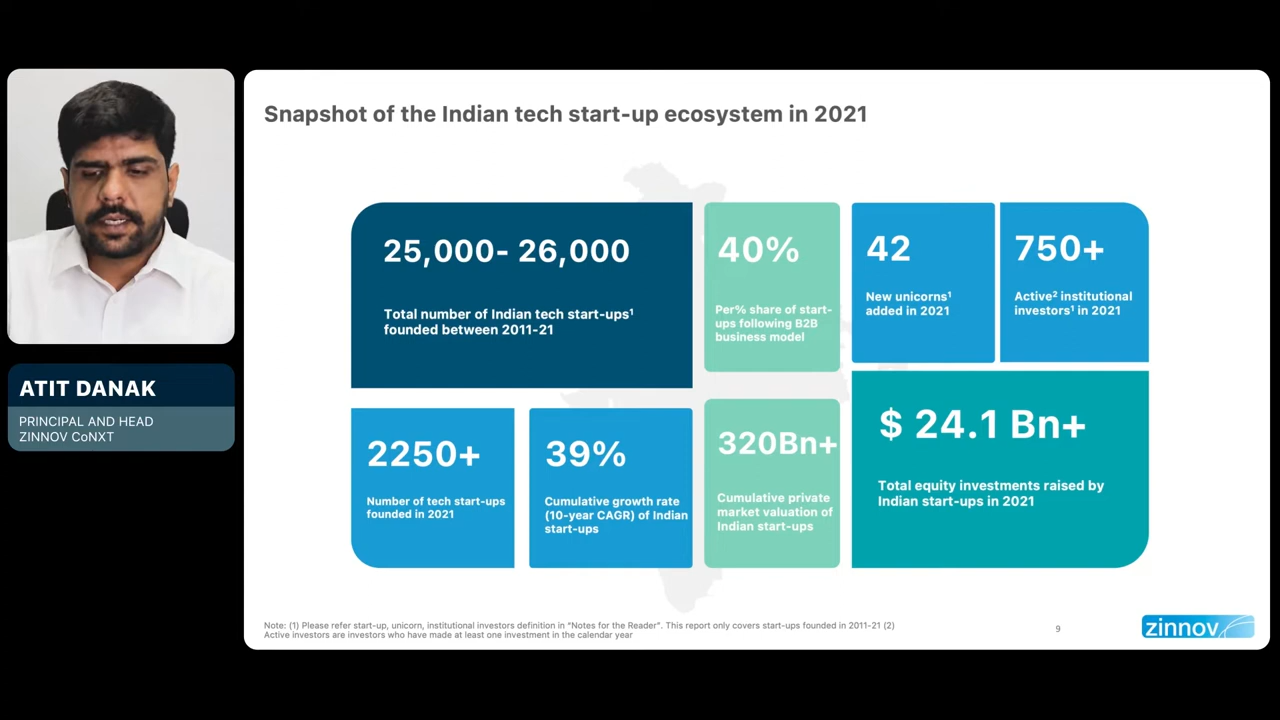 Snapshot of the Indian tech start-up ecosystem in 2021
25,000- 26,000
Total number of Indian tech start-ups¹
founded between 2011-21
40%
Per% share of start-
ups following B2B
business model
42
New unicorns¹
added in 2021
750+
Active² institutional
investors¹ in 2021
2250+
Number of tech start-ups
founded in 2021
39%
Cumulative growth rate
(10-year CAGR) of Indian
start-ups
320Bn+
Cumulative private
market valuation of
Indian start-ups
$ 24.1 Bn+
Total equity investments raised by
Indian start-ups in 2021
ATIT DANAK
PRINCIPAL AND HEAD
ZINNOV CoNXT
Note: (1) Please refer start-up, unicorn, institutional investors definition in “Notes for the Reader”. This report only covers start-ups founded in 2011-21 (2)
Active investors are investors who have made at least one investment in the calendar year
9
zinnov